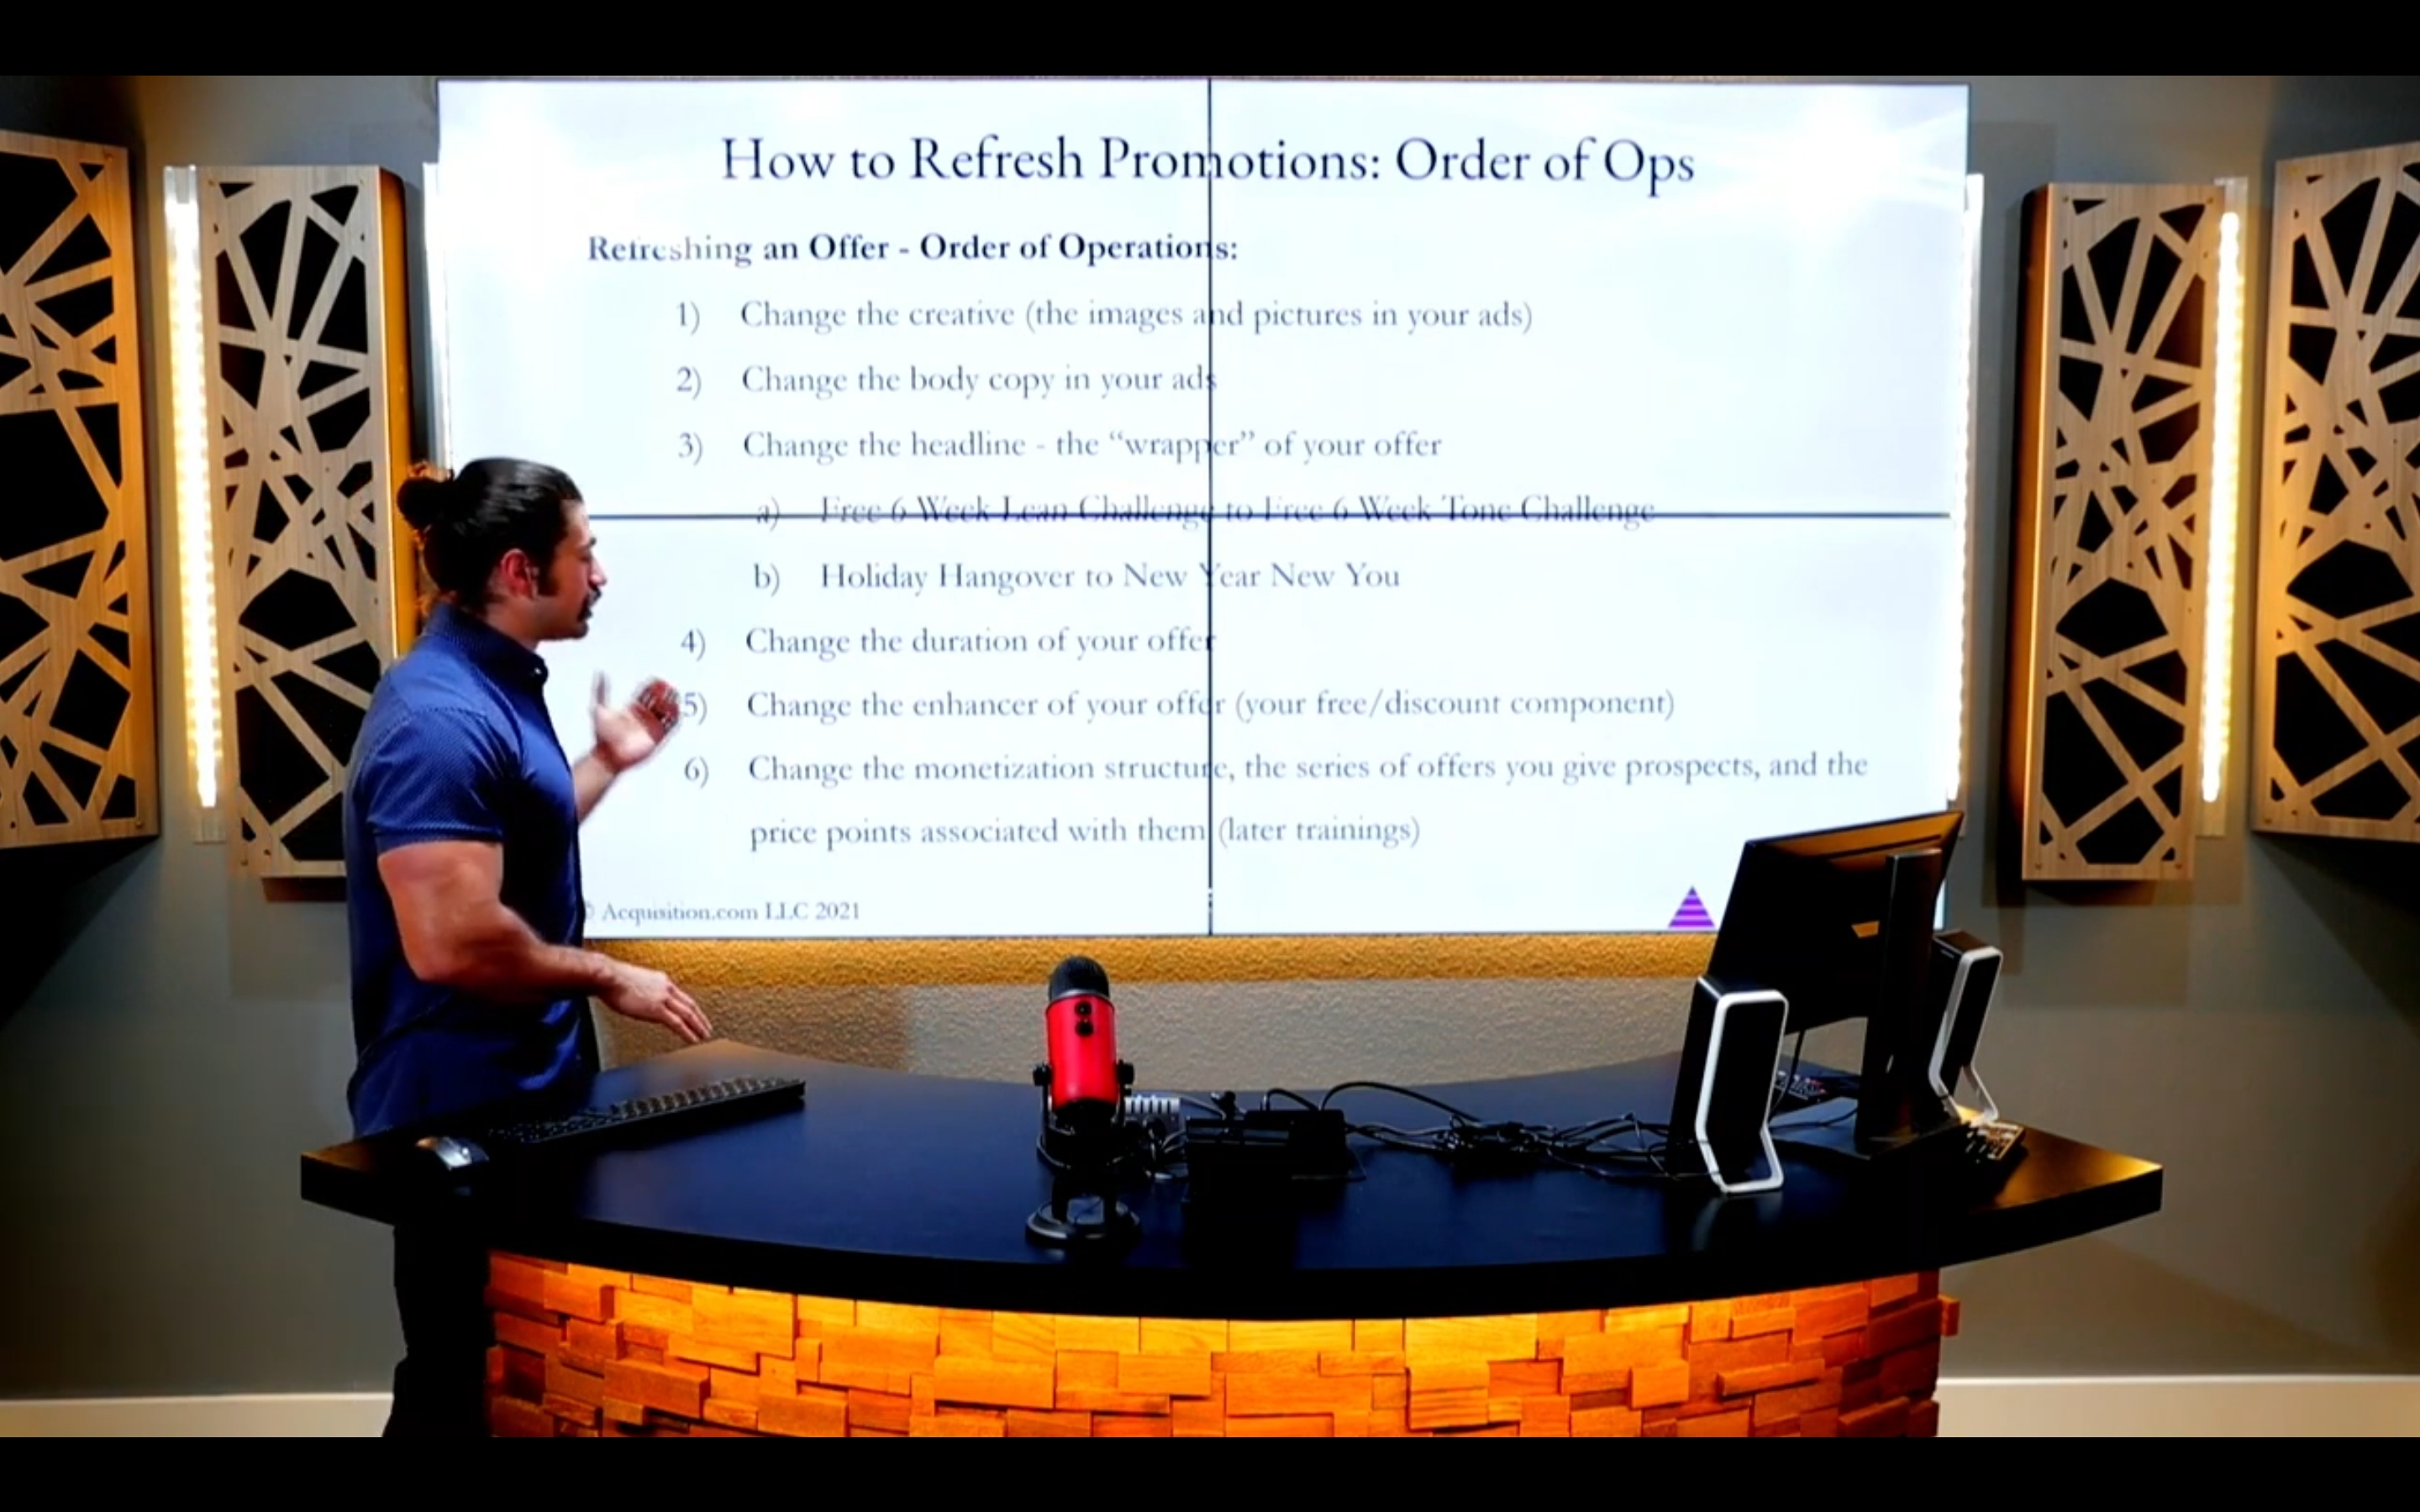 How to Refresh Promotions: Order of Ops
Refreshing an Offer - Order of Operations:
1) Change the creative (the images and pictures in your ads)
2) Change the body copy in your ads
3) Change the headline - the “wrapper” of your offer
a) Free 6 Week Lean Challenge to Free 6 Week Tone Challenge
b) Holiday Hangover to New Year New You
4) Change the duration of your offer
5) Change the enhancer of your offer (your free/discount component)
6) Change the monetization structure, the series of offers you give prospects, and the
price points associated with them (later trainings)
© Acquisition.com LLC 2021